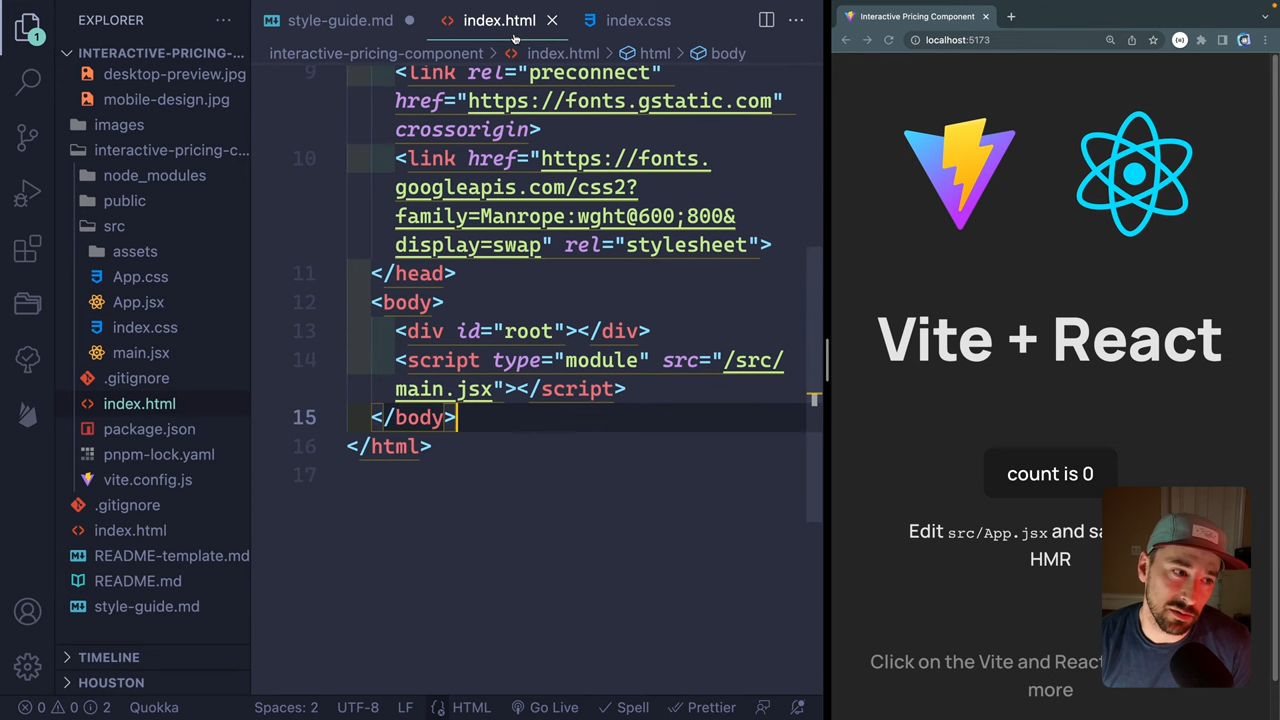 EXPLORER
INTERACTIVE-PRICING-...
desktop-preview.jpg
mobile-design.jpg
images
interactive-pricing-c...
node_modules
public
src
assets
App.css
App.jsx
index.css
main.jsx
.gitignore
index.html
package.json
pnpm-lock.yaml
vite.config.js
.gitignore
index.html
README-template.md
README.md
style-guide.md
TIMELINE
HOUSTON
1
style-guide.md
index.html
index.css
interactive-pricing-component > index.html > html > body
9 <link rel="preconnect"
href="https://fonts.gstatic.com"
crossorigin>
10 <link href="https://fonts.
googleapis.com/css2?
family=Manrope:wght@600;800&
display=swap" rel="stylesheet">
11 </head>
12 <body>
13 <div id="root"></div>
14 <script type="module" src="/src/
main.jsx"></script>
15 </body>
16 </html>
17
0 0 2 Quokka Spaces: 2 UTF-8 LF HTML Go Live Spell Prettier
Interactive Pricing Component
localhost:5173
Vite + React
count is 0
Edit src/App.jsx and sa
HMR
Click on the Vite and React
more